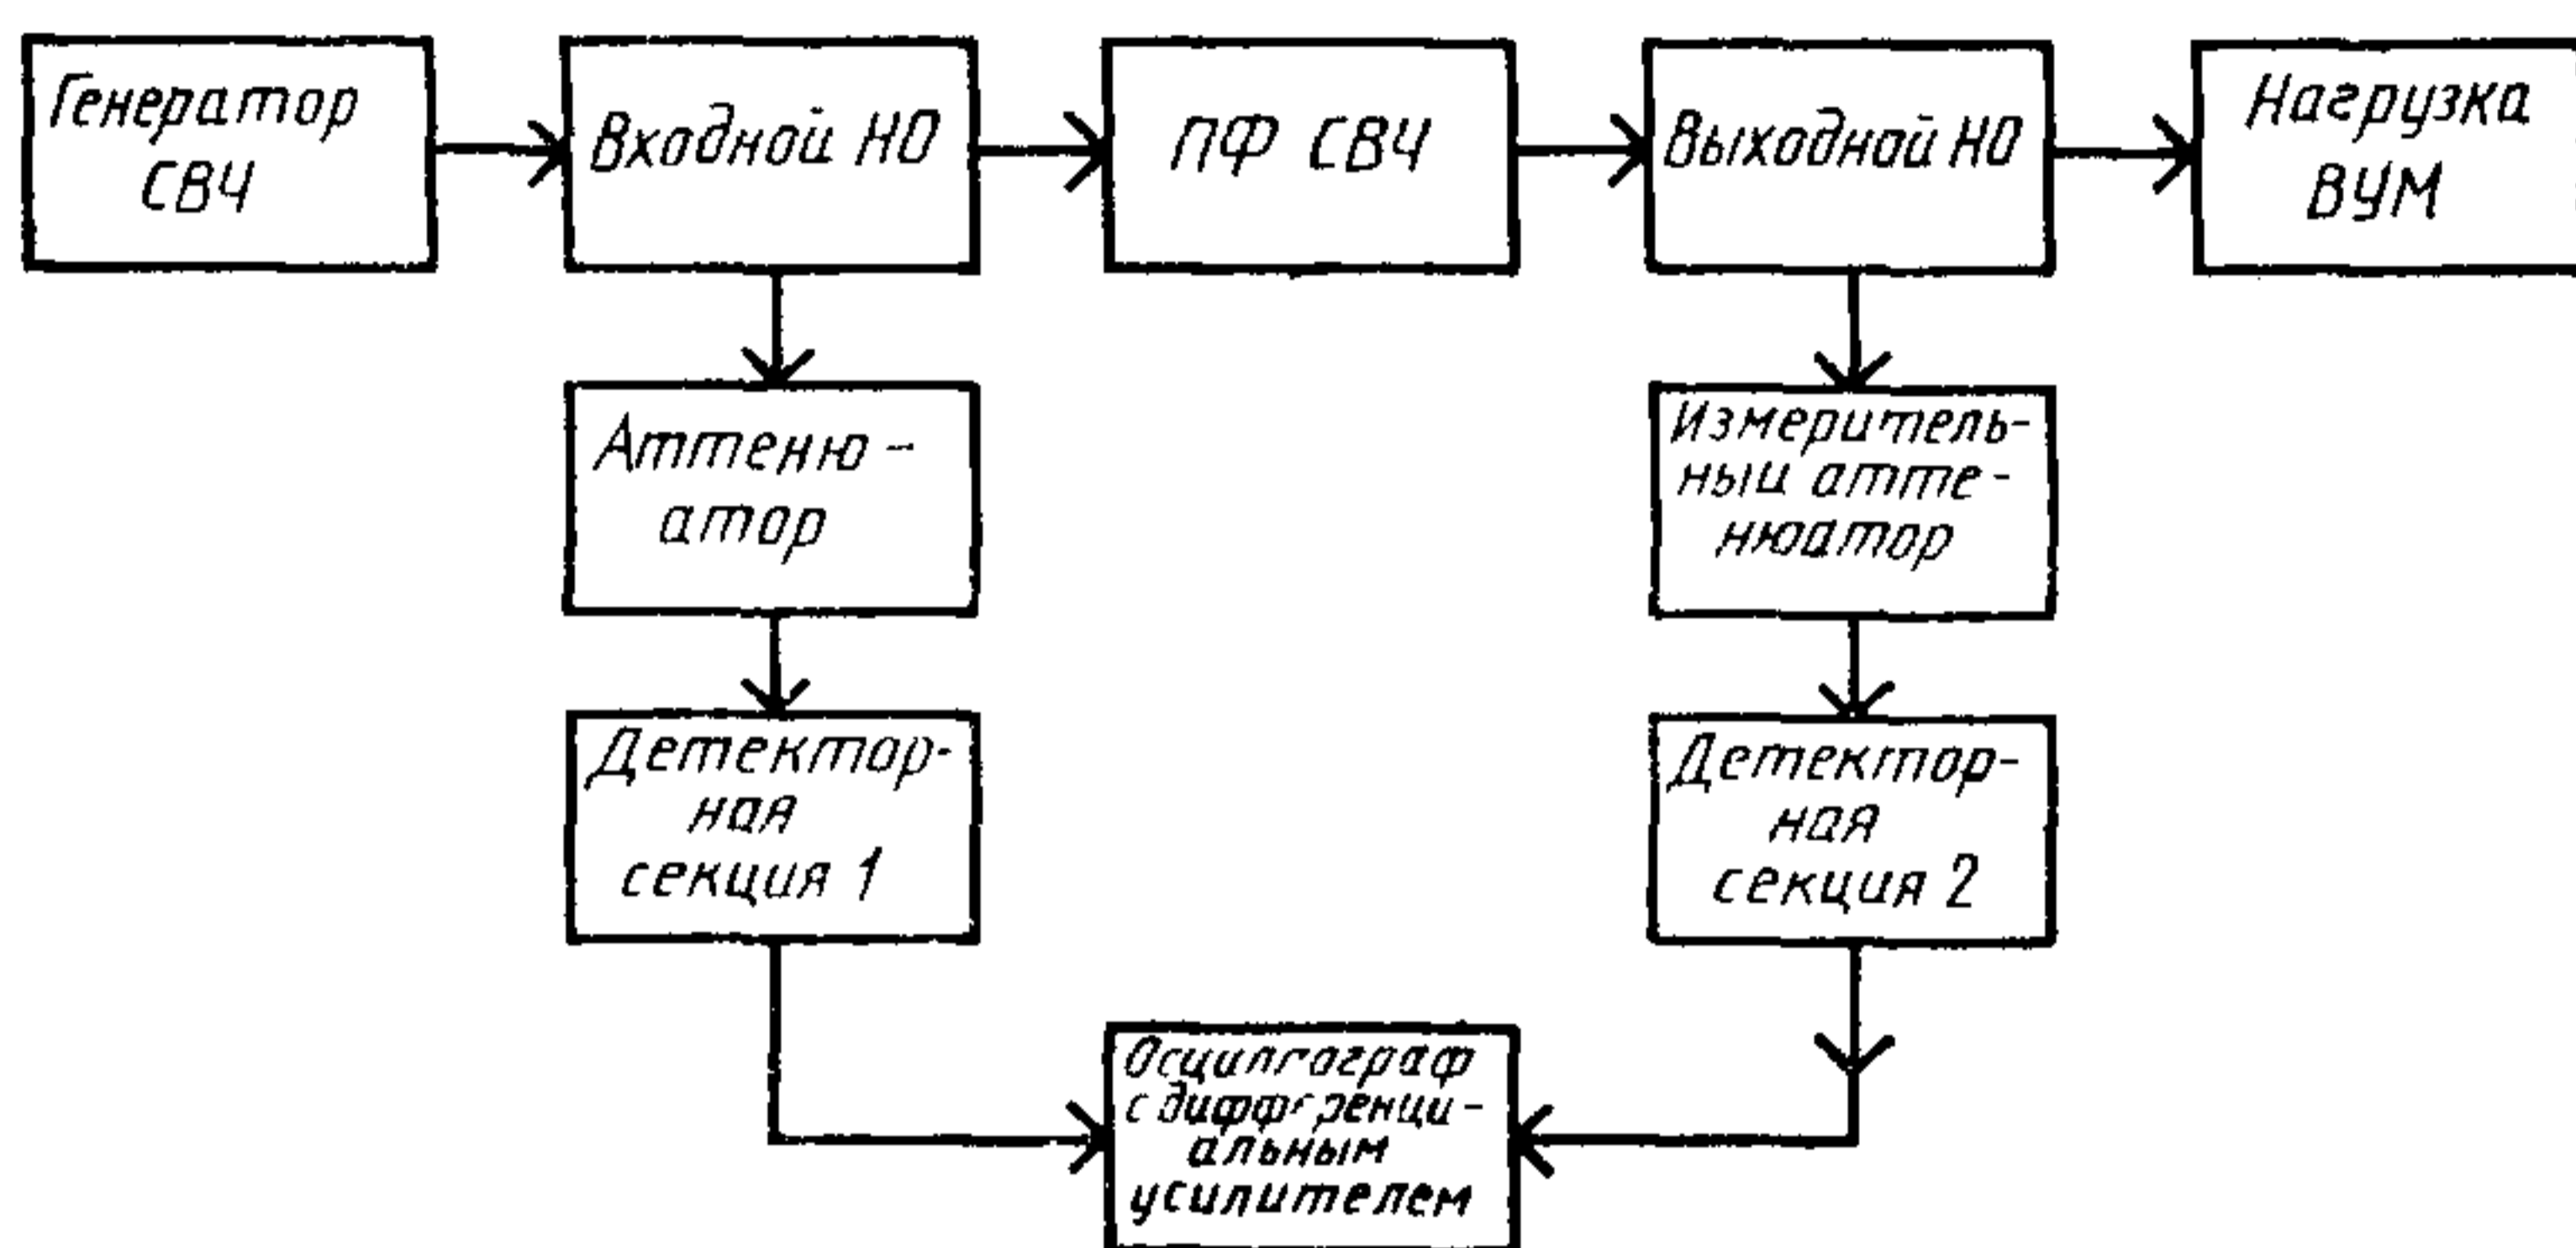 Генератор
СВЧ
Входной НО
ПФ СВЧ
Выходной НО
Нагрузка
ВУМ
Аттеню-
атор
Измеритель-
ный атте-
нюатор
Детектор-
ная
секция 1
Детектор-
ная
секция 2
Осциллограф
с дифференци-
альным
усилителем